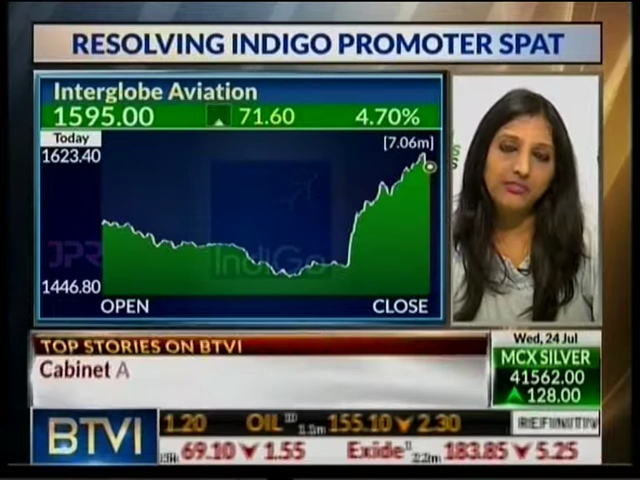 RESOLVING INDIGO PROMOTER SPAT
Interglobe Aviation
1595.00 71.60 4.70%
Today
[7.06m]
1623.40
IndiGo
1446.80
OPEN CLOSE
TOP STORIES ON BTVI
Cabinet A
Wed, 24 Jul
MCX SILVER
41562.00
128.00
BTVI
1.20 OIL 155.10 2.30
69.10 1.55 Exide 183.85 5.25